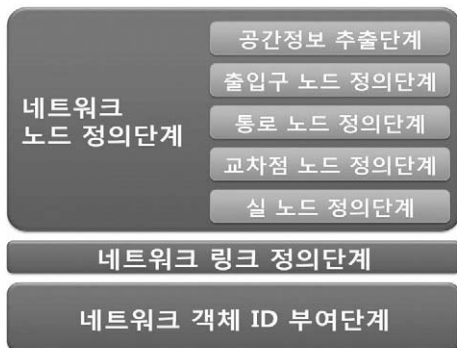 네트워크
노드 정의단계
공간정보 추출단계
출입구 노드 정의단계
통로 노드 정의단계
교차점 노드 정의단계
실 노드 정의단계
네트워크 링크 정의단계
네트워크 객체 ID 부여단계